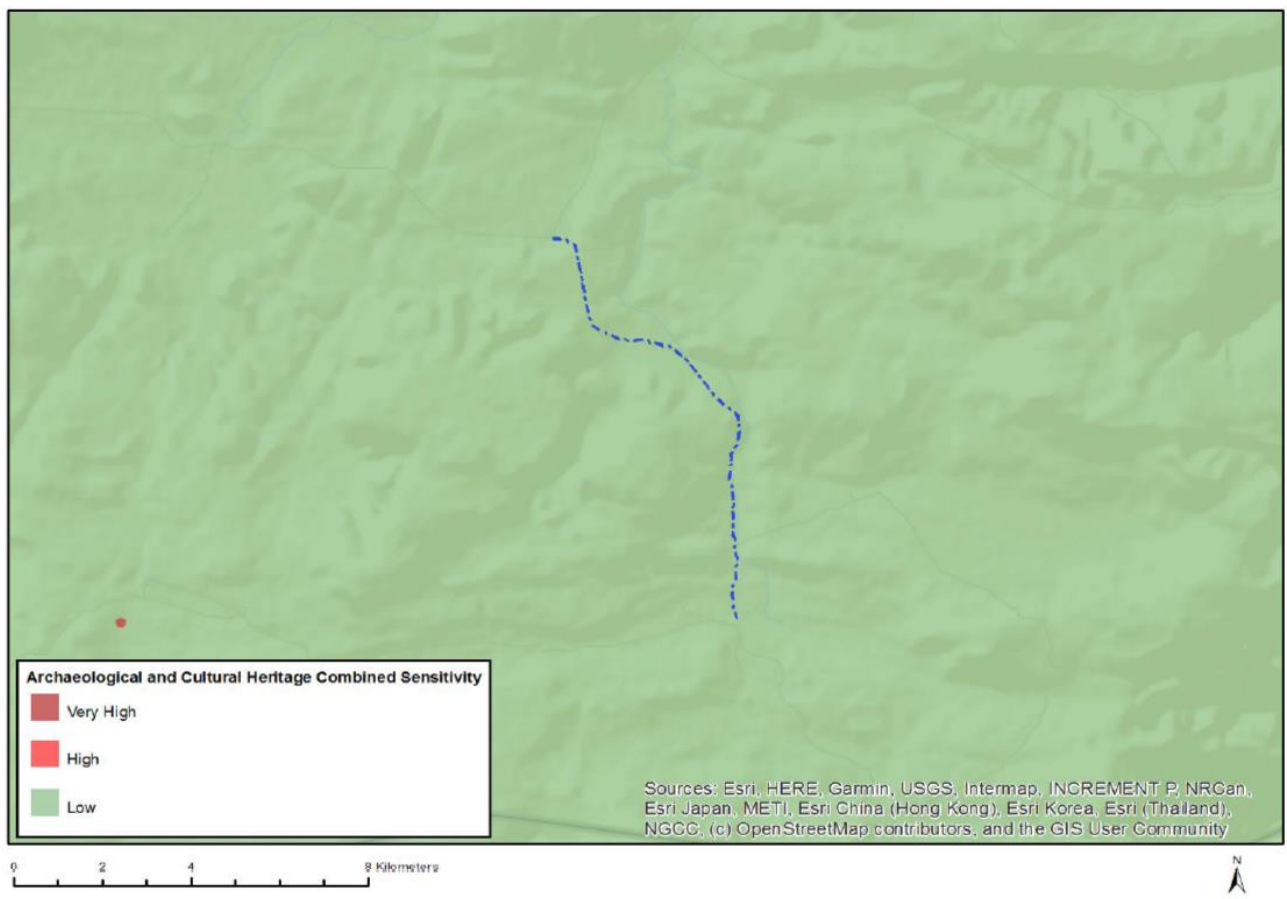 Archaeological and Cultural Heritage Combined Sensitivity
Very High
High
Low
Sources: Esri, HERE, Garmin, USGS, Intermap, INCREMENT P, NRCan,
Esri Japan, METI, Esri China (Hong Kong), Esri Korea, Esri (Thailand),
NGCC, (c) OpenStreetMap contributors, and the GIS User Community
0 2 4 8 Kilometers
N